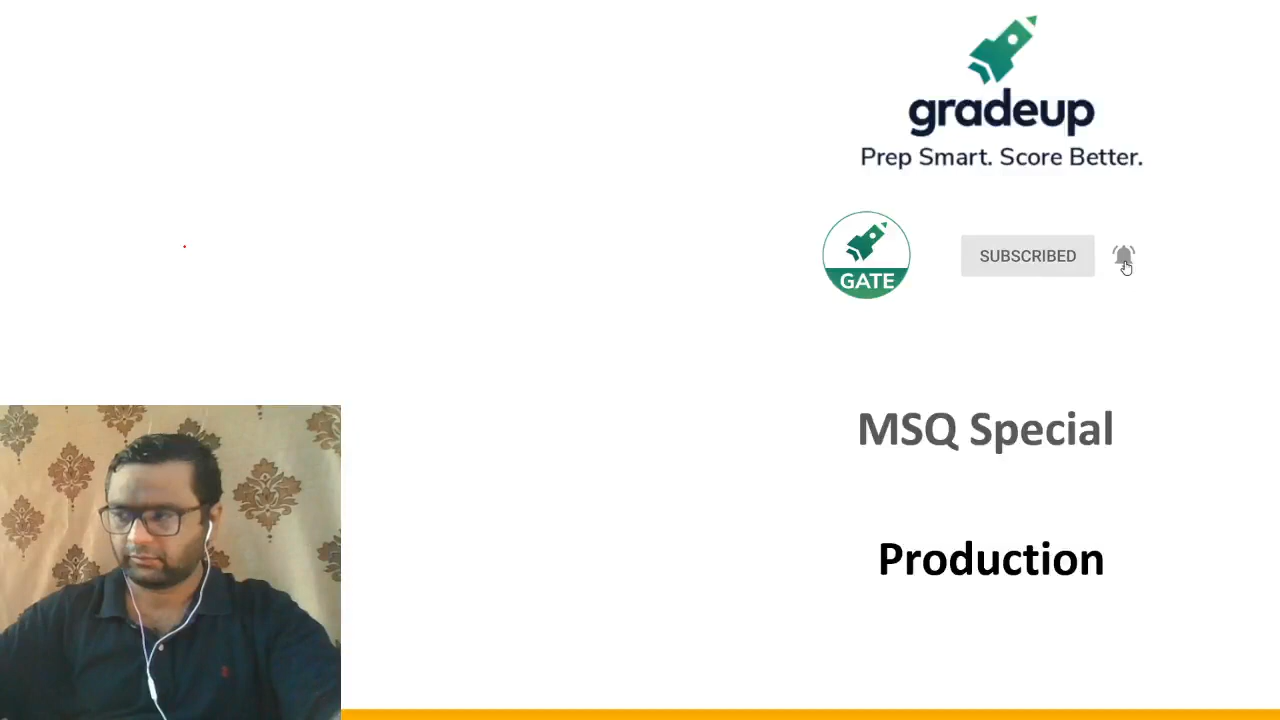 gradeup
Prep Smart. Score Better.
GATE
SUBSCRIBED
MSQ Special
Production